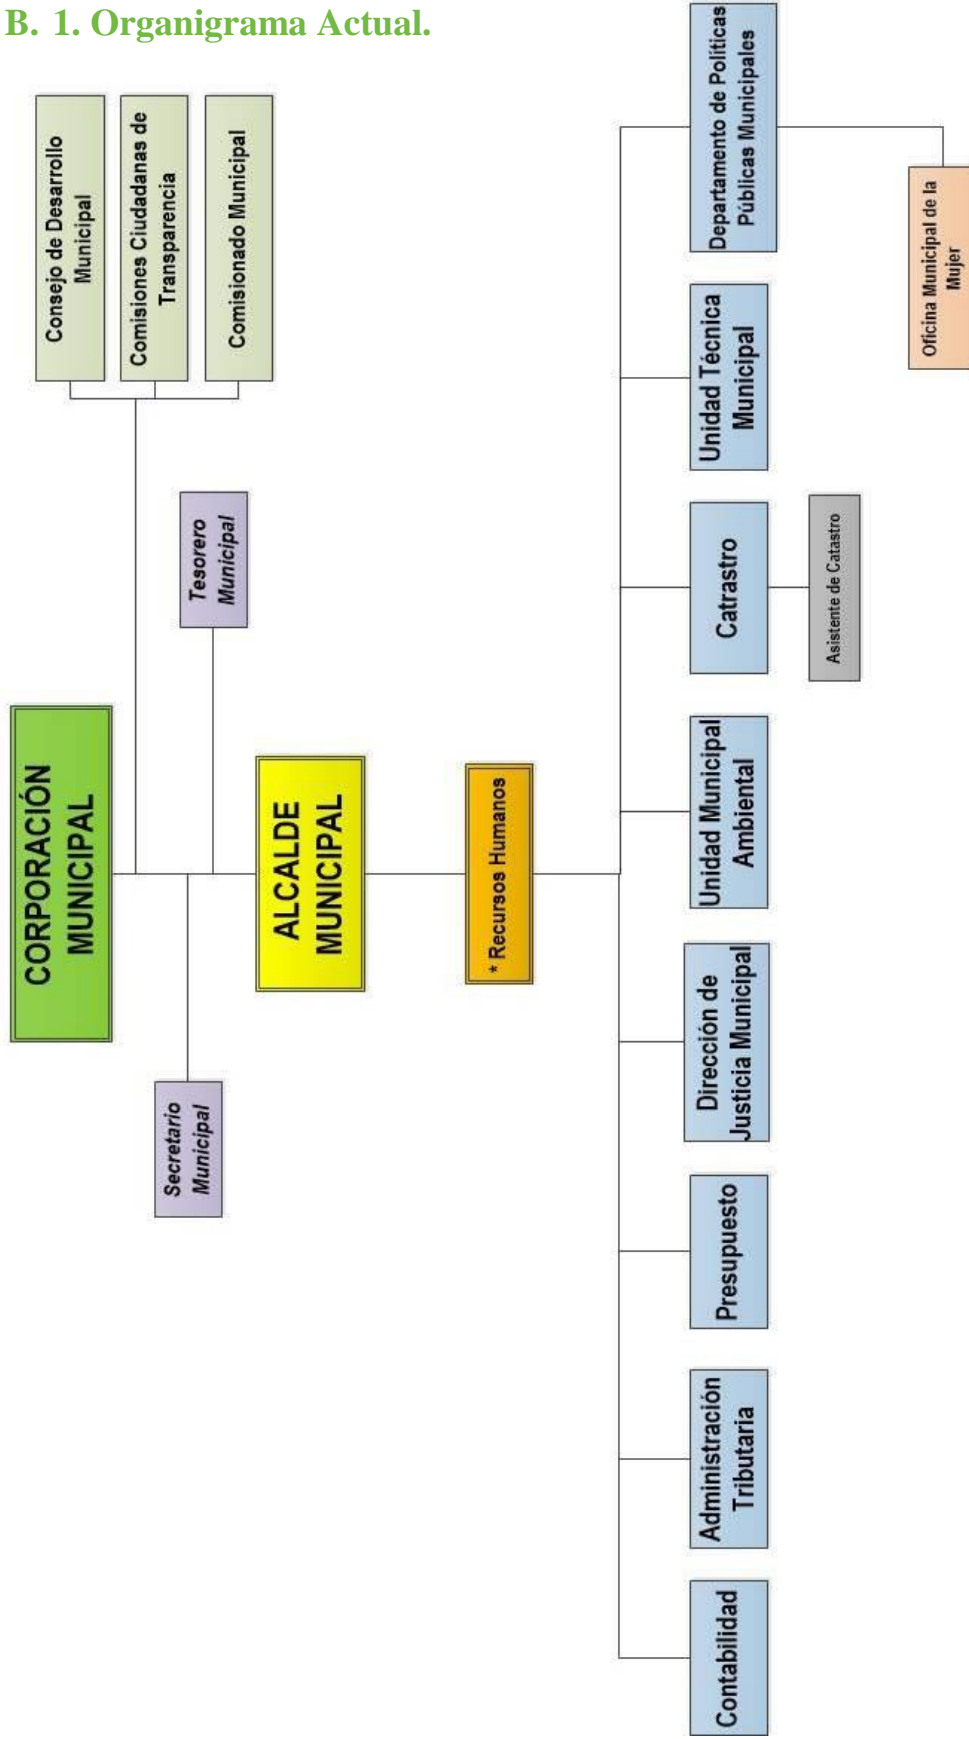 B. 1. Organigrama Actual.
CORPORACIÓN
MUNICIPAL
Consejo de Desarrollo
Municipal
Comisiones Ciudadanas de
Transparencia
Comisionado Municipal
Secretario
Municipal
Tesorero
Municipal
ALCALDE
MUNICIPAL
* Recursos Humanos
Contabilidad
Administración
Tributaria
Presupuesto
Dirección de
Justicia Municipal
Unidad Municipal
Ambiental
Catrastro
Unidad Técnica
Municipal
Departamento de Políticas
Públicas Municipales
Asistente de Catastro
Oficina Municipal de la
Mujer